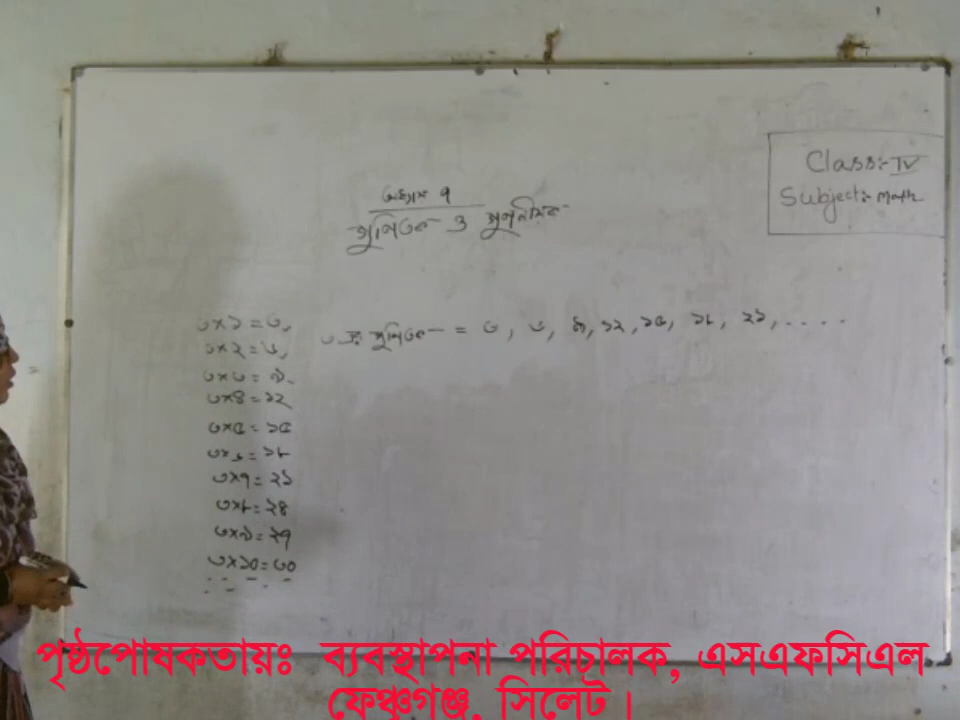 Class:- IV
Subject:- Math
অধ্যায় ৭
গুণিতক ও গুণনীয়ক
৩×১=৩,
৩×২=৬,
৩×৩=৯.
৩×৪=১২
৩×৫=১৫
৩×৬=১৮
৩×৭=২১
৩×৮=২৪
৩×৯=২৭
৩×১০=৩০
৩ এর গুণিতক = ৩, ৬, ৯, ১২, ১৫, ১৮, ২১, . . . .
পৃষ্ঠপোষকতায়ঃ ব্যবস্থাপনা পরিচালক, এসএফসিএল
ফেঞ্চুগঞ্জ, সিলেট।